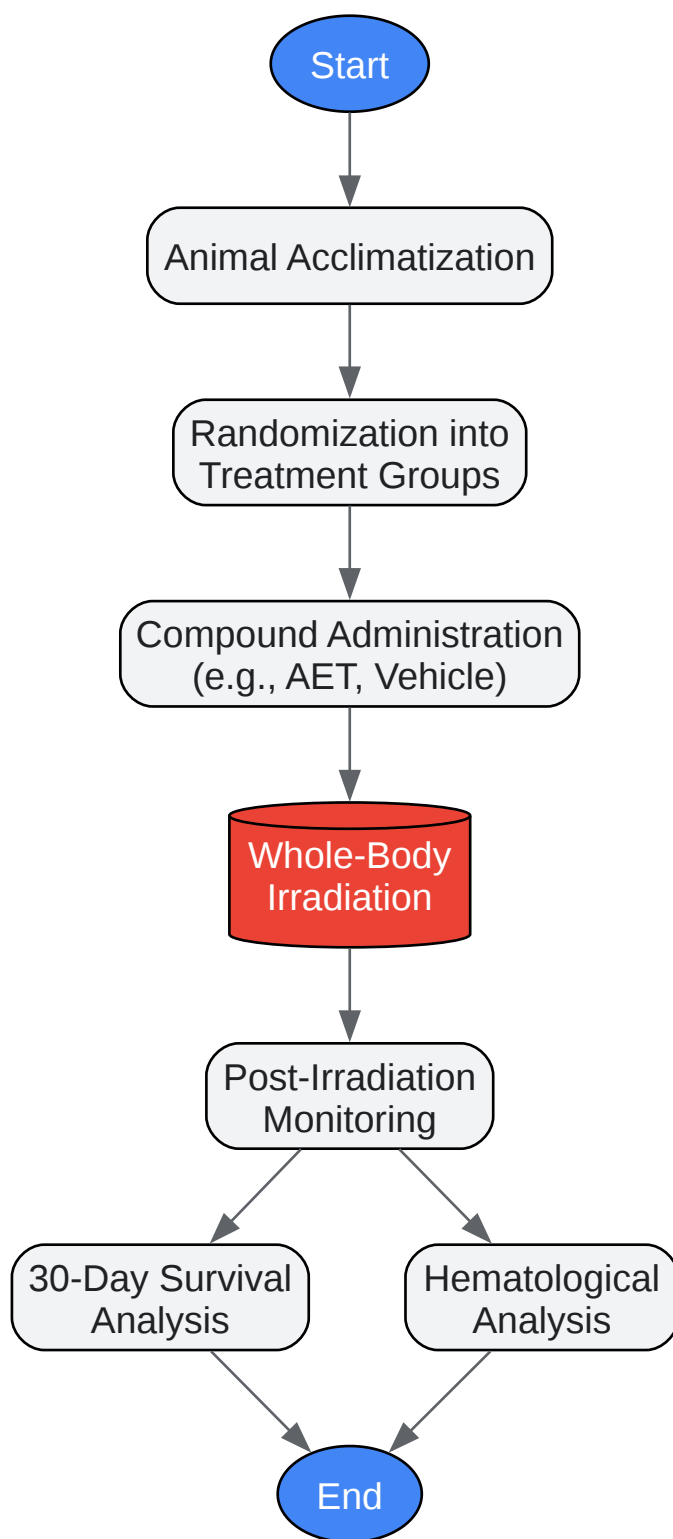 Start
Animal Acclimatization
Randomization into
Treatment Groups
Compound Administration
(e.g., AET, Vehicle)
Whole-Body
Irradiation
Post-Irradiation
Monitoring
30-Day Survival
Analysis
Hematological
Analysis
End